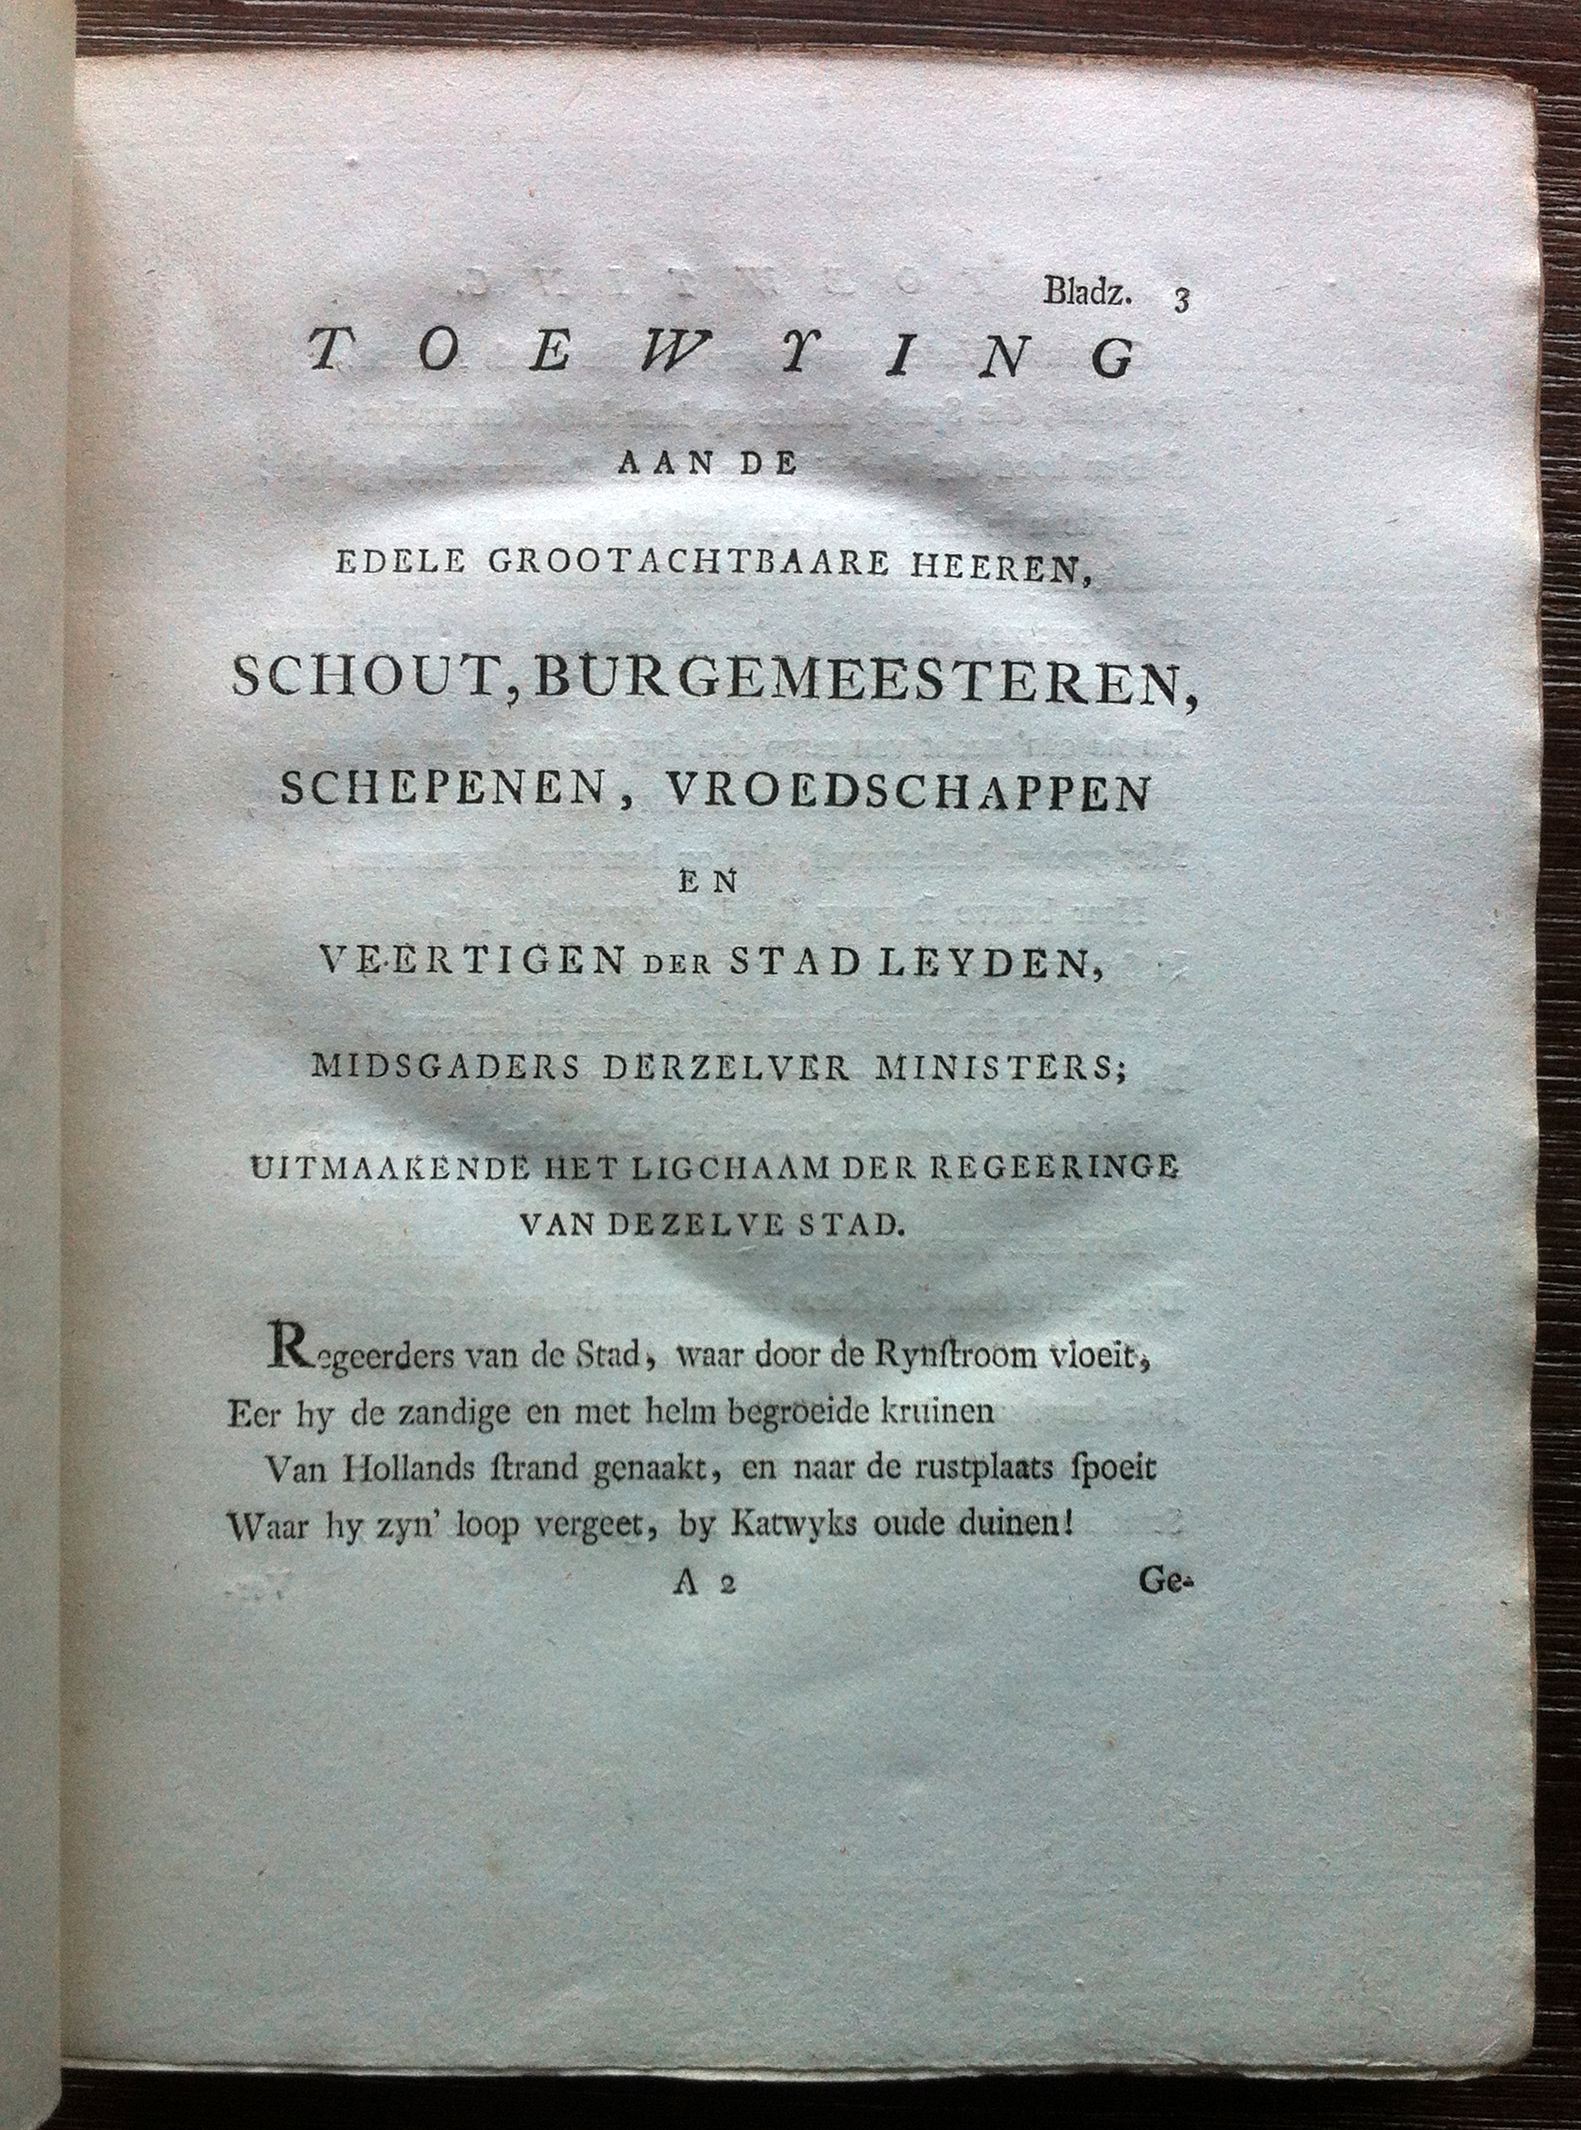 Bladz. 3
TOEWYING
AAN DE
EDELE GROOTACHTBAARE HEEREN,
SCHOUT, BURGEMEESTEREN,
SCHEPENEN, VROEDSCHAPPEN
EN
VEERTIGEN DER STAD LEYDEN,
MIDSGADERS DERZELVER MINISTERS;
UITMAAKENDE HET LIGCHAAM DER REGEERINGE
VAN DEZELVE STAD.
Regeerders van de Stad, waar door de Rynſtroom vloeit,
Eer hy de zandige en met helm begroeide kruinen
Van Hollands ſtrand genaakt, en naar de rustplaats ſpoeit
Waar hy zyn' loop vergeet, by Katwyks oude duinen!
A 2 Ge-